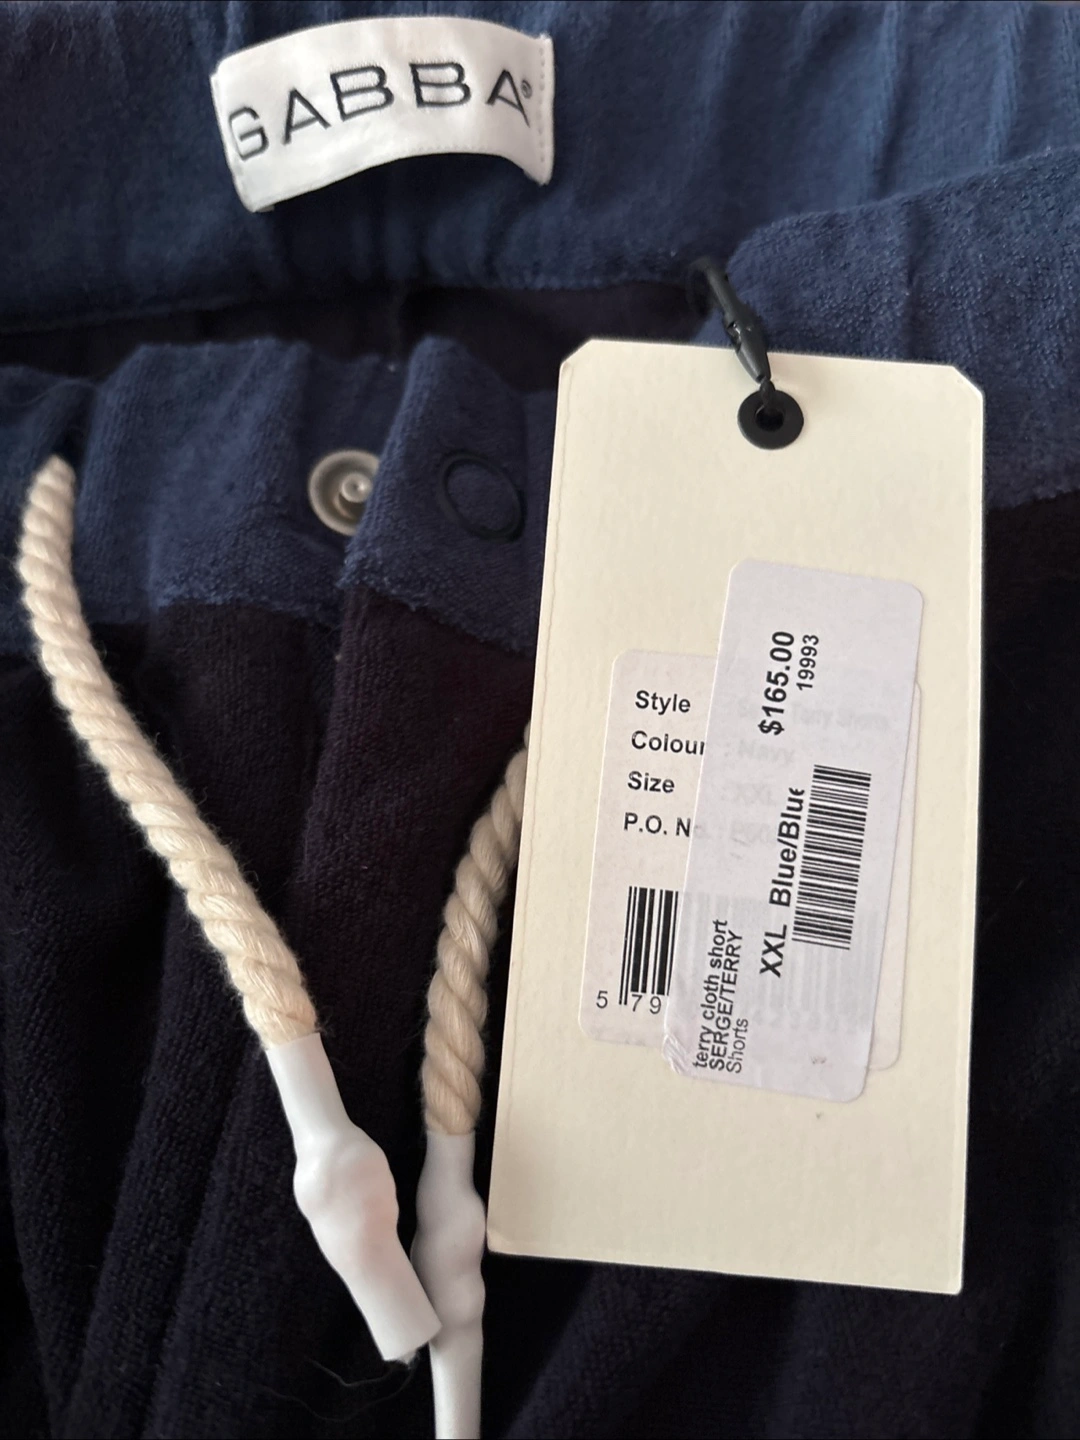 GABBA®
Style
Colour : Navy
Size : XXL
P.O. No. :
5 79
$165.00
19993
XXL Blue/Blue
terry cloth short
SERGE/TERRY
Shorts